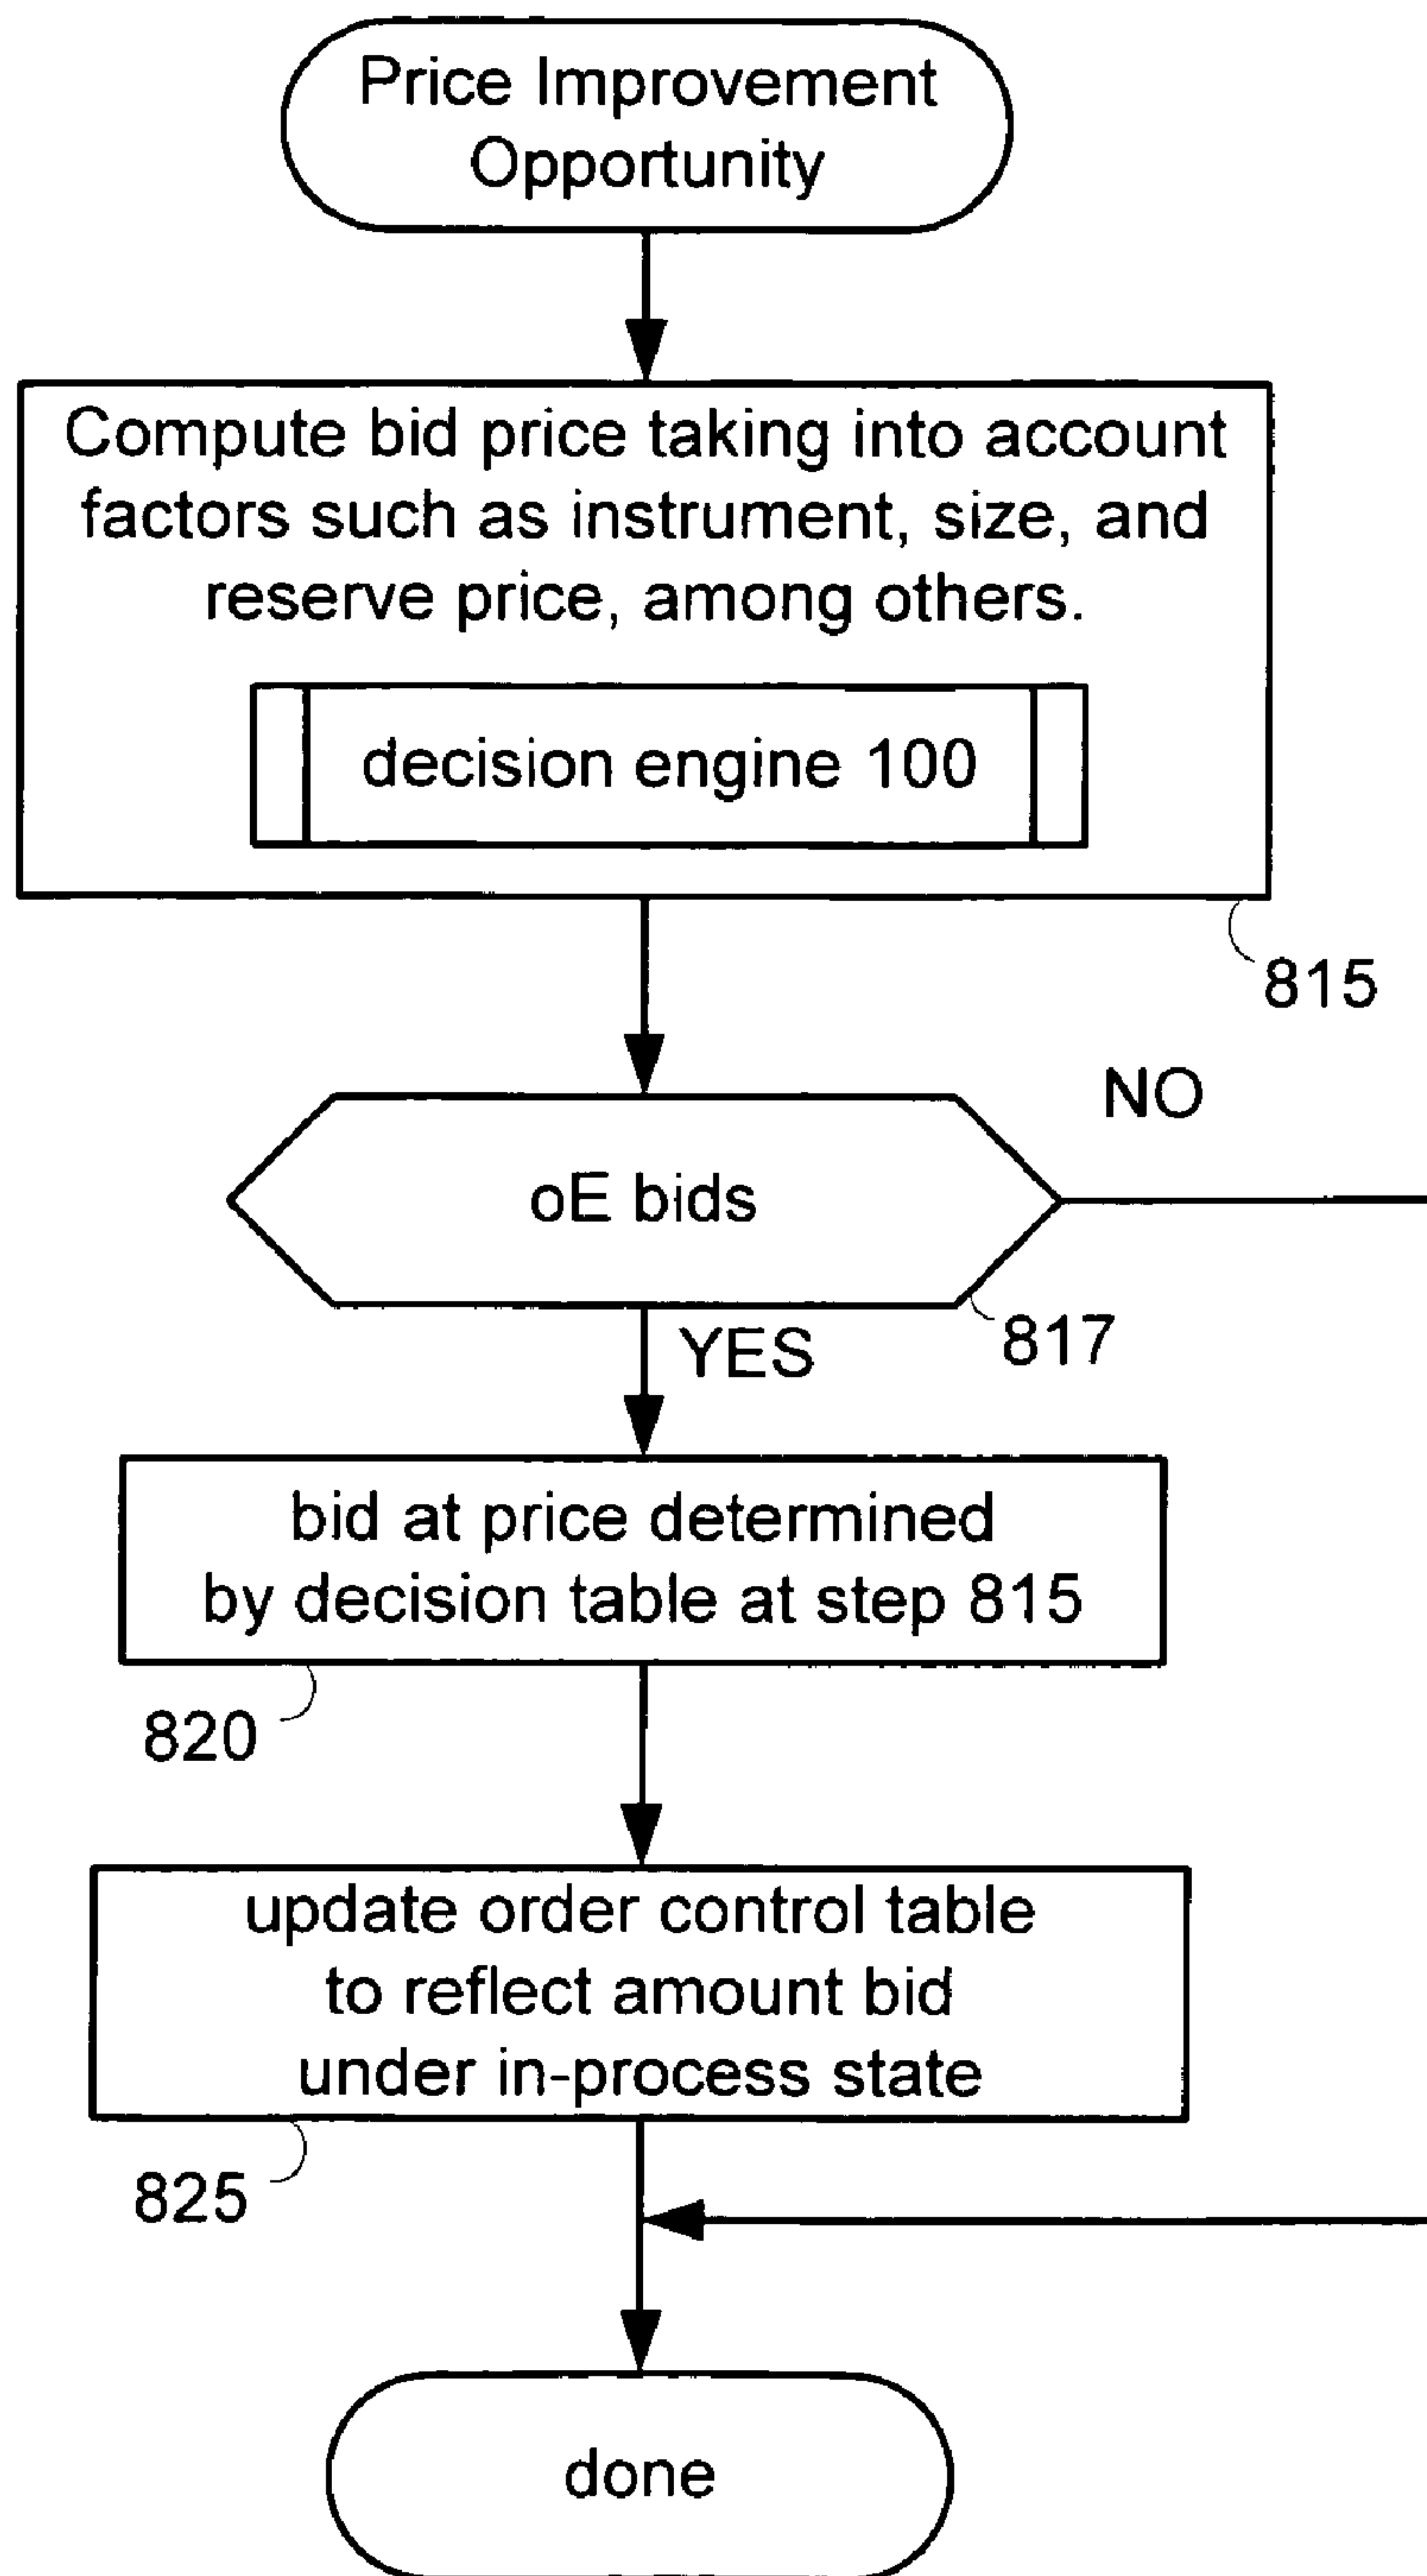 Price Improvement
Opportunity
Compute bid price taking into account
factors such as instrument, size, and
reserve price, among others.
decision engine 100
815
NO
oE bids
817
YES
bid at price determined
by decision table at step 815
820
update order control table
to reflect amount bid
under in-process state
825
done